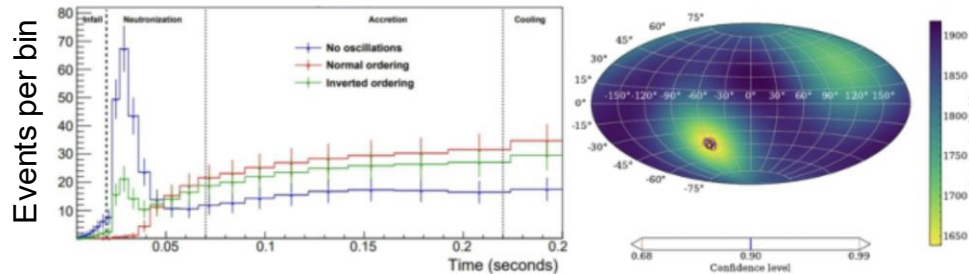 Infall Neutronization Accretion Cooling
Events per bin
80
70
60
50
40
30
20
10
No oscillations
Normal ordering
Inverted ordering
0.05 0.1 0.15 0.2 0.2
Time (seconds)
75°
60°
45°
30°
15°
0°
-15°
-30°
-45°
-60°
-75°
75°
-150°-120°-90°-60°-30° 0° 30° 60° 90° 120°150°
-75°
0.68 0.90 0.99
Confidence level
1900
1850
1800
1750
1700
1650